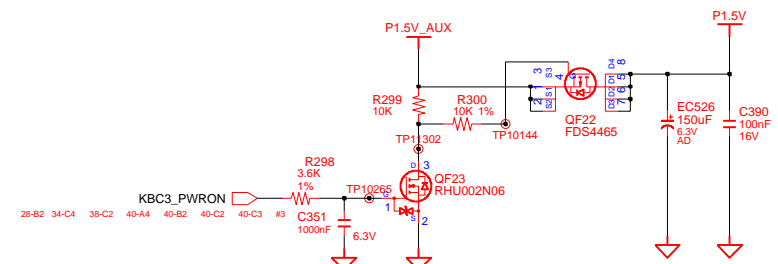 P1.5V_AUX
P1.5V
3
S3
4
G
D4
8
1
S1
D1
5
2
S2
D2
6
D3
7
R299
10K
R300
10K 1%
TP10144
QF22
FDS4465
EC526
150uF
6.3V
AD
C390
100nF
16V
TP11302
D
3
R298
3.6K
1%
TP10265
QF23
RHU002N06
KBC3_PWRON
G
1
S
2
28-B2 34-C4 38-C2 40-A4 40-B2 40-C2 40-C3 #3
C351
1000nF
6.3V